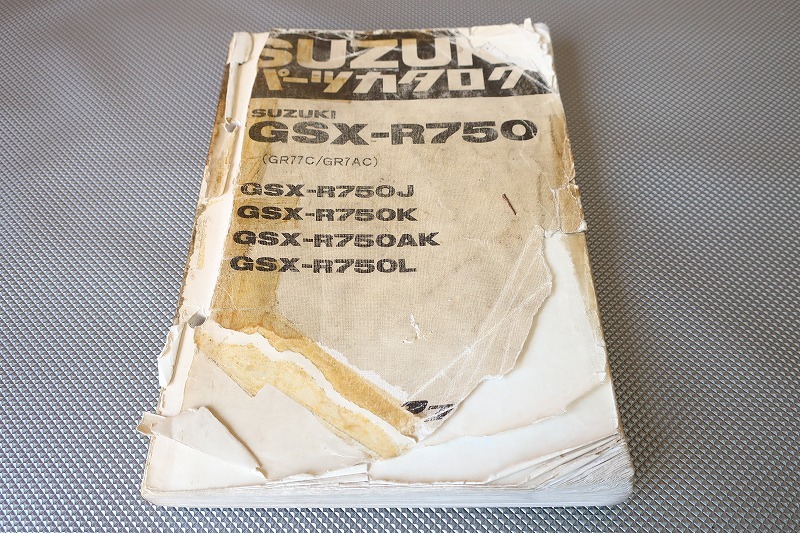 SUZUKI
パーツカタログ
SUZUKI
GSX-R750
(GR77C/GR7AC)
GSX-R750J
GSX-R750K
GSX-R750AK
GSX-R750L